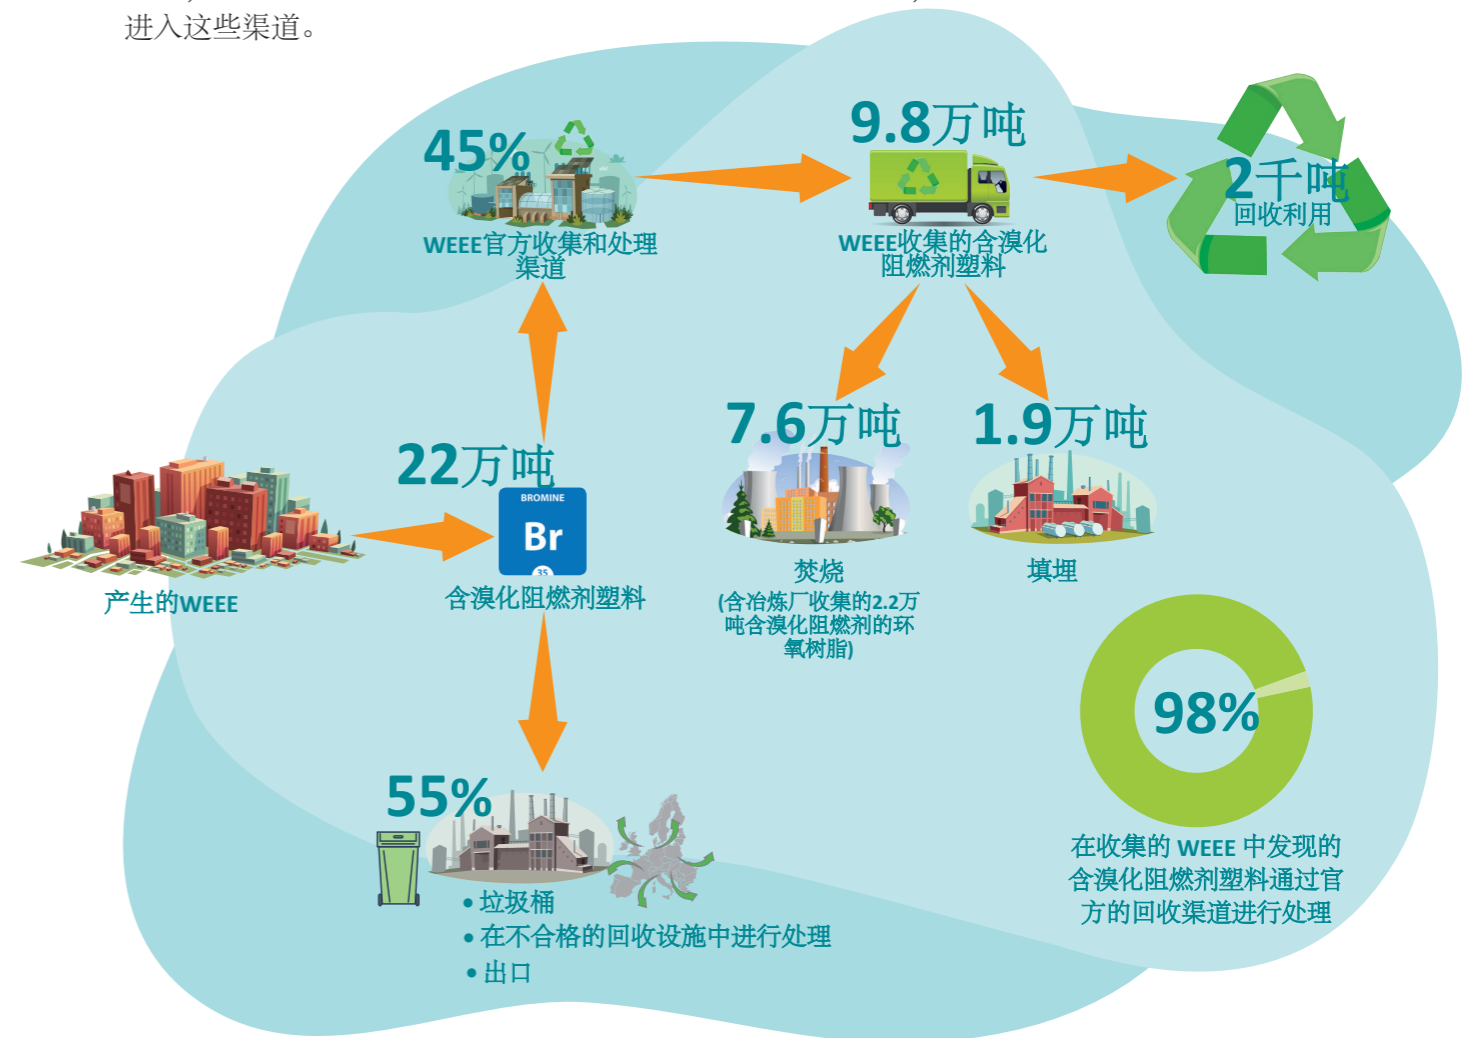 进入这些渠道。
45%
WEEE官方收集和处理
渠道
9.8万吨
WEEE收集的含溴化
阻燃剂塑料
2千吨
回收利用
22万吨
BROMINE
Br
35
含溴化阻燃剂塑料
产生的WEEE
7.6万吨
焚烧
(含冶炼厂收集的2.2万
吨含溴化阻燃剂的环
氧树脂)
1.9万吨
填埋
98%
在收集的 WEEE 中发现的
含溴化阻燃剂塑料通过官
方的回收渠道进行处理
55%
• 垃圾桶
• 在不合格的回收设施中进行处理
• 出口